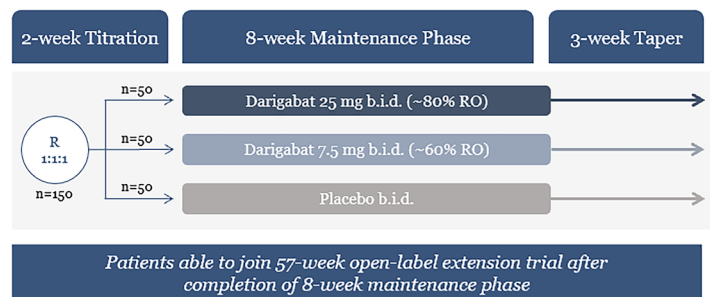 2-week Titration
8-week Maintenance Phase
3-week Taper
n=50
Darigabat 25 mg b.i.d. (~80% RO)
R
1:1:1
n=150
n=50
Darigabat 7.5 mg b.i.d. (~60% RO)
n=50
Placebo b.i.d.
Patients able to join 57-week open-label extension trial after
completion of 8-week maintenance phase